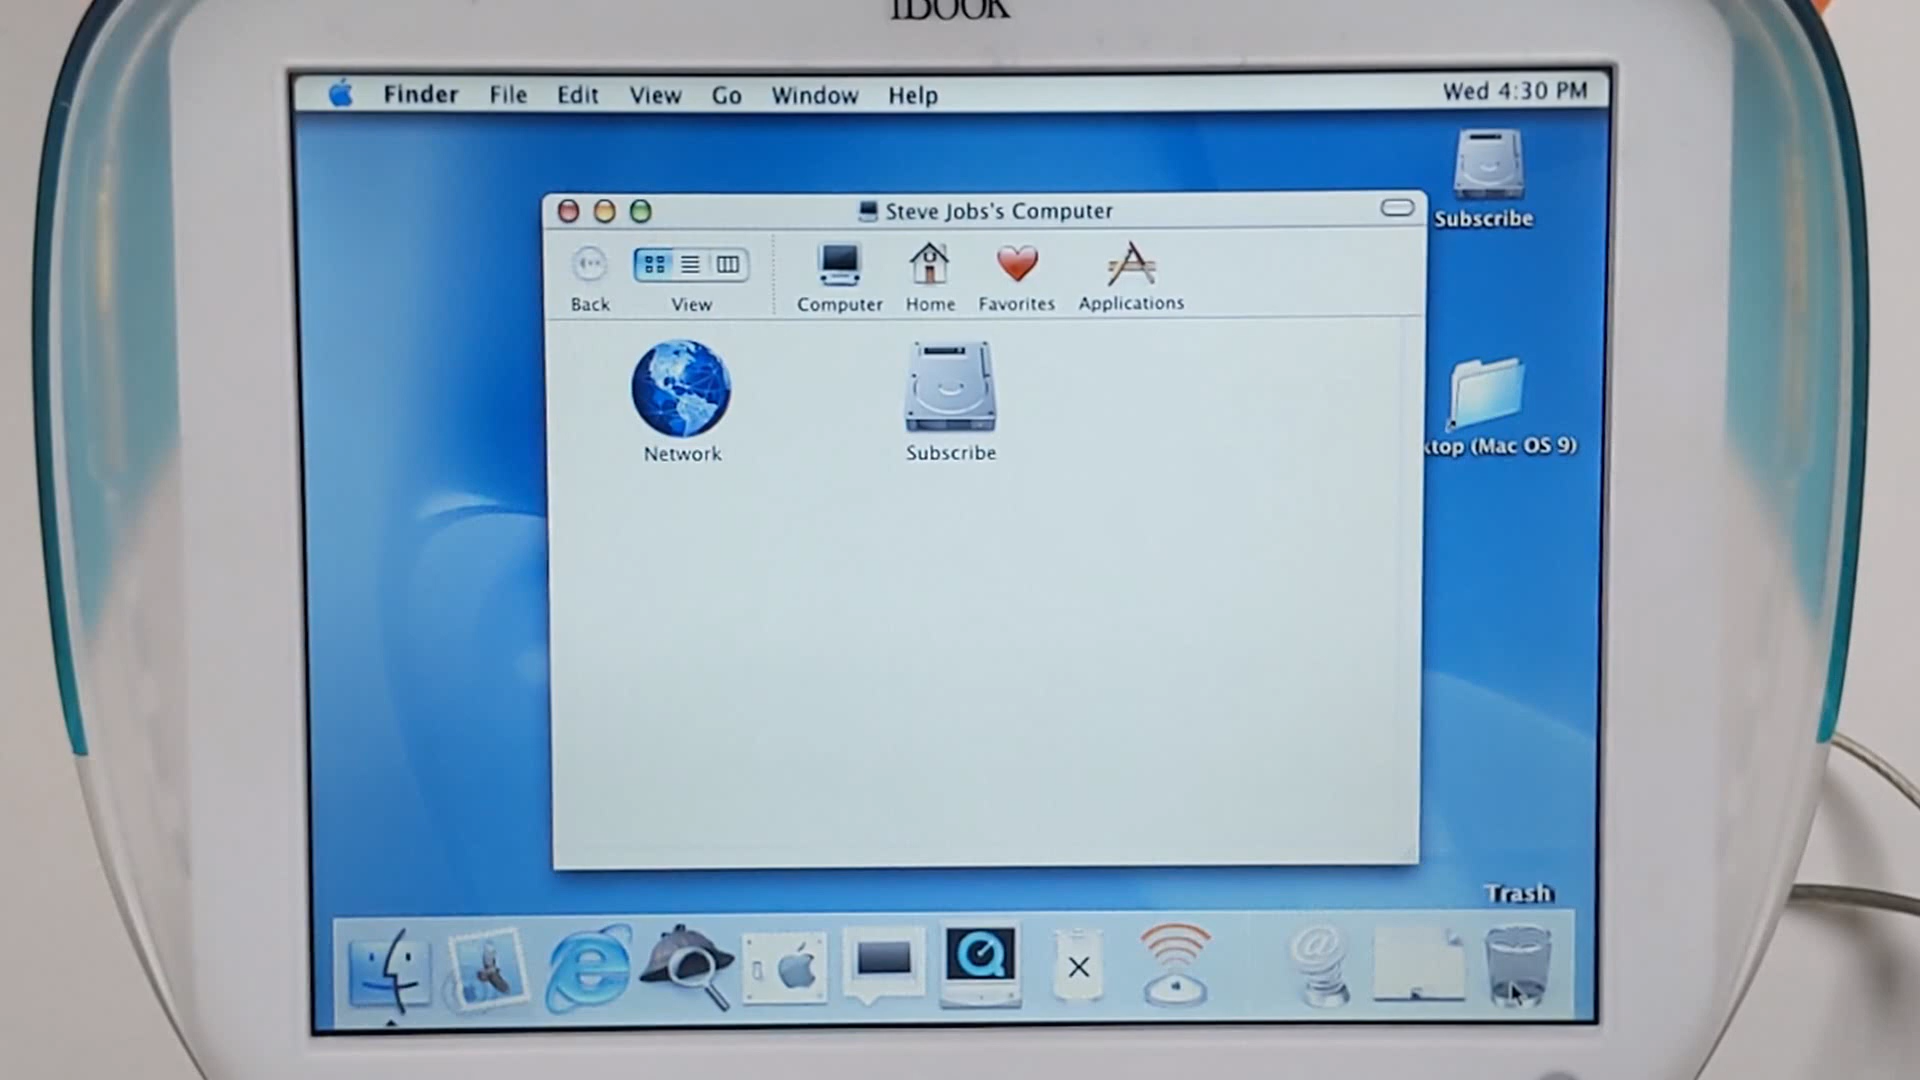 iBOOK
Finder File Edit View Go Window Help Wed 4:30 PM
Subscribe
Steve Jobs's Computer
Back View Computer Home Favorites Applications
Network Subscribe
ktop (Mac OS 9)
Trash